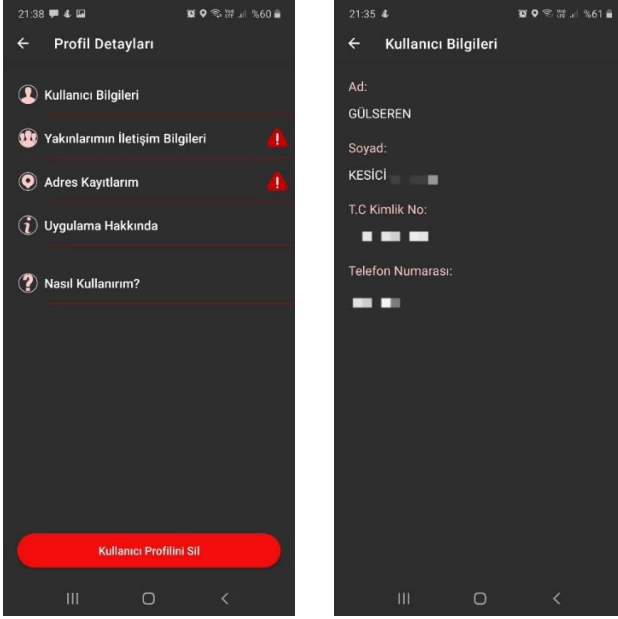 21:38 %60
Profil Detayları
Kullanıcı Bilgileri
Yakınlarımın İletişim Bilgileri
Adres Kayıtlarım
Uygulama Hakkında
Nasıl Kullanırım?
Kullanıcı Profilini Sil
21:35 %61
Kullanıcı Bilgileri
Ad:
GÜLSEREN
Soyad:
KESİCİ
T.C Kimlik No:
Telefon Numarası: